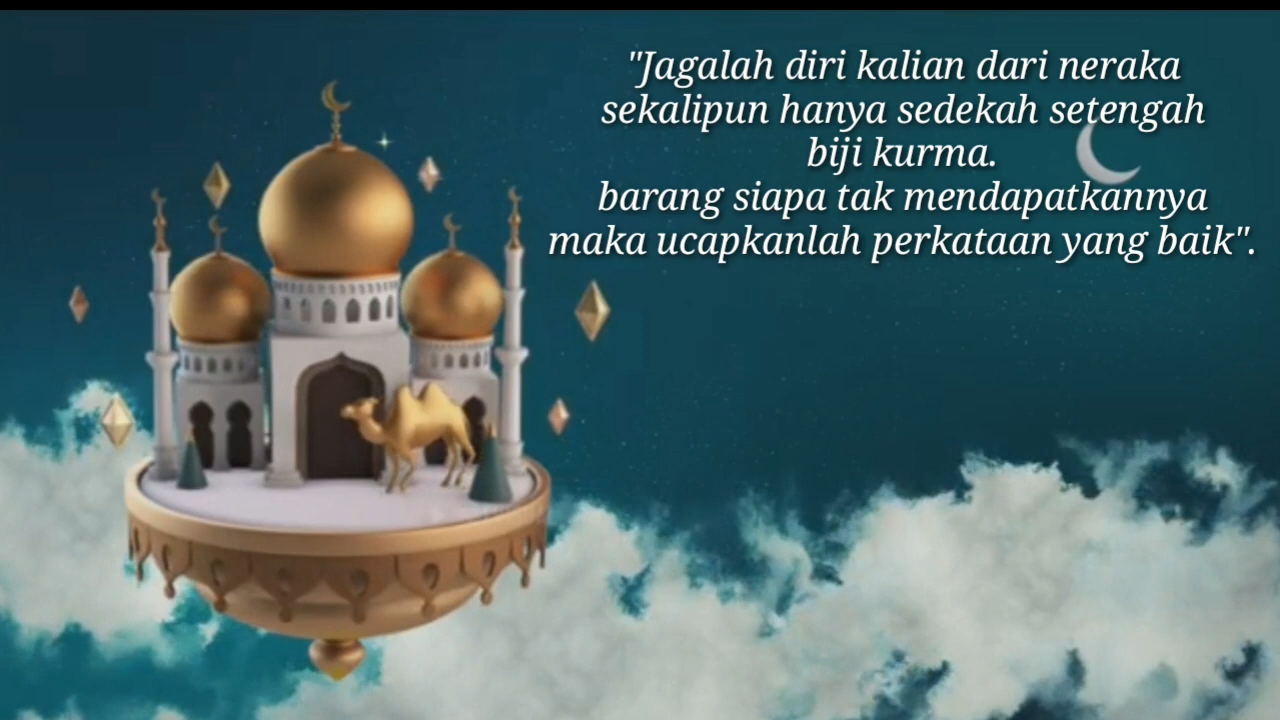 "Jagalah diri kalian dari neraka
sekalipun hanya sedekah setengah
biji kurma.
barang siapa tak mendapatkannya
maka ucapkanlah perkataan yang baik".